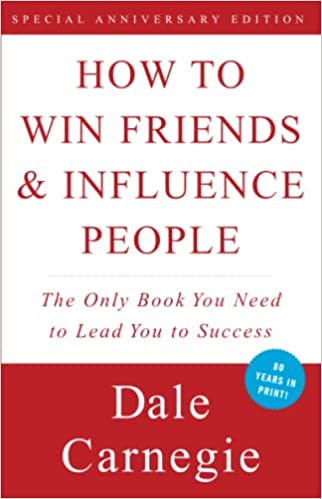 SPECIAL ANNIVERSARY EDITION
HOW TO
WIN FRIENDS
& INFLUENCE
PEOPLE
The Only Book You Need
to Lead You to Success
80
YEARS IN
PRINT!
Dale
Carnegie